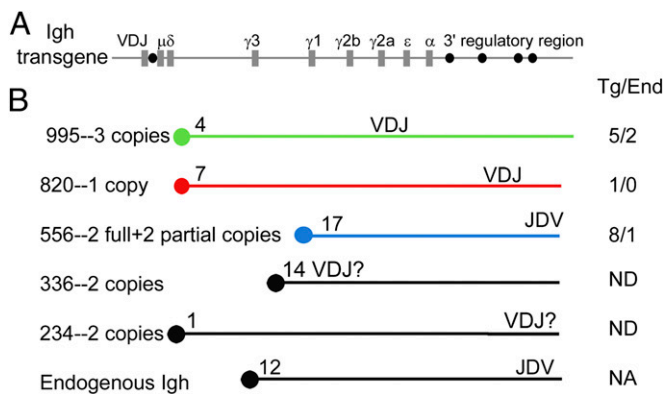 A Igh transgene VDJ μδ γ3 γ1 γ2b γ2a ε α 3' regulatory region
B Tg/End
995--3 copies 4 VDJ 5/2
820--1 copy 7 VDJ 1/0
556--2 full+2 partial copies 17 JDV 8/1
336--2 copies 14 VDJ? ND
234--2 copies 1 VDJ? ND
Endogenous Igh 12 JDV NA